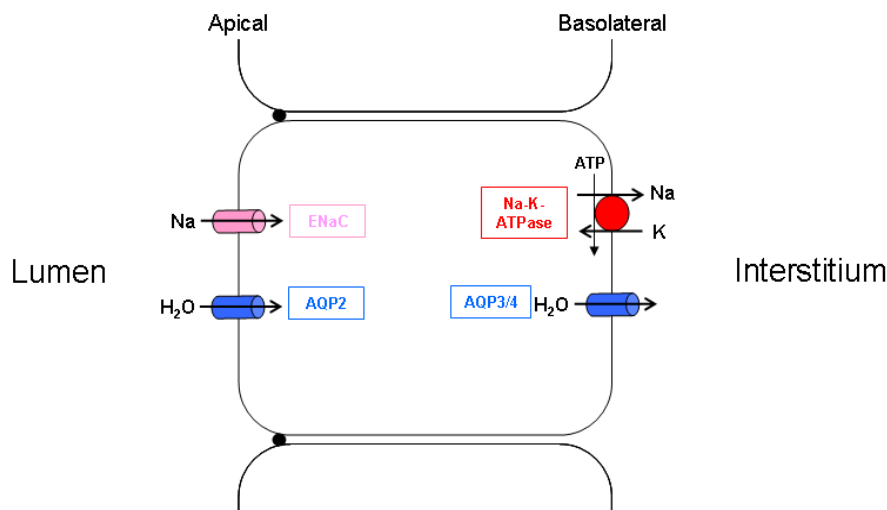 Apical
Basolateral
ATP
Na
ENaC
Na-K-
ATPase
Na
K
Lumen
Interstitium
H₂O
AQP2
AQP3/4
H₂O